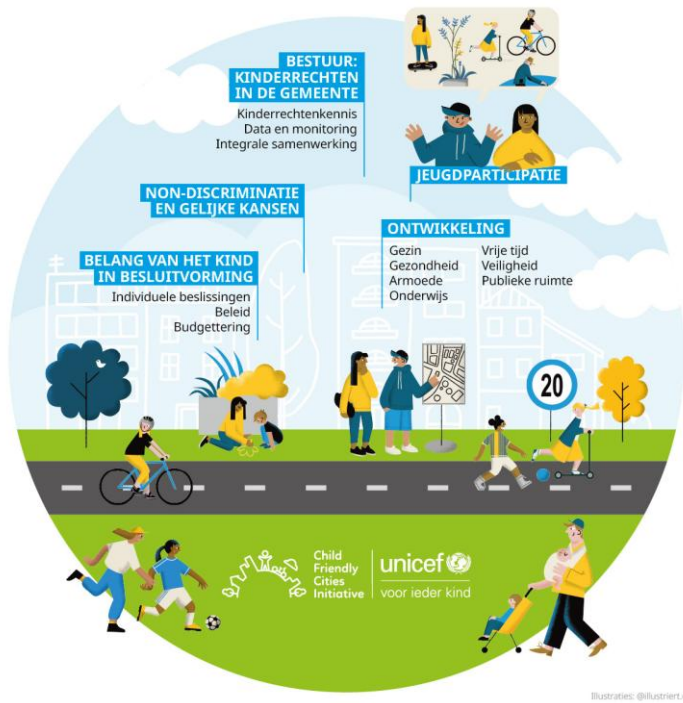 BESTUUR:
KINDERRECHTEN
IN DE GEMEENTE
Kinderrechtenkennis
Data en monitoring
Integrale samenwerking
JEUGDPARTICIPATIE
NON-DISCRIMINATIE
EN GELIJKE KANSEN
ONTWIKKELING
Gezin
Gezondheid
Armoede
Onderwijs
Vrije tijd
Veiligheid
Publieke ruimte
BELANG VAN HET KIND
IN BESLUITVORMING
Individuele beslissingen
Beleid
Budgettering
20
Child
Friendly
Cities
Initiative
unicef
voor ieder kind
Illustraties: @illustriert.